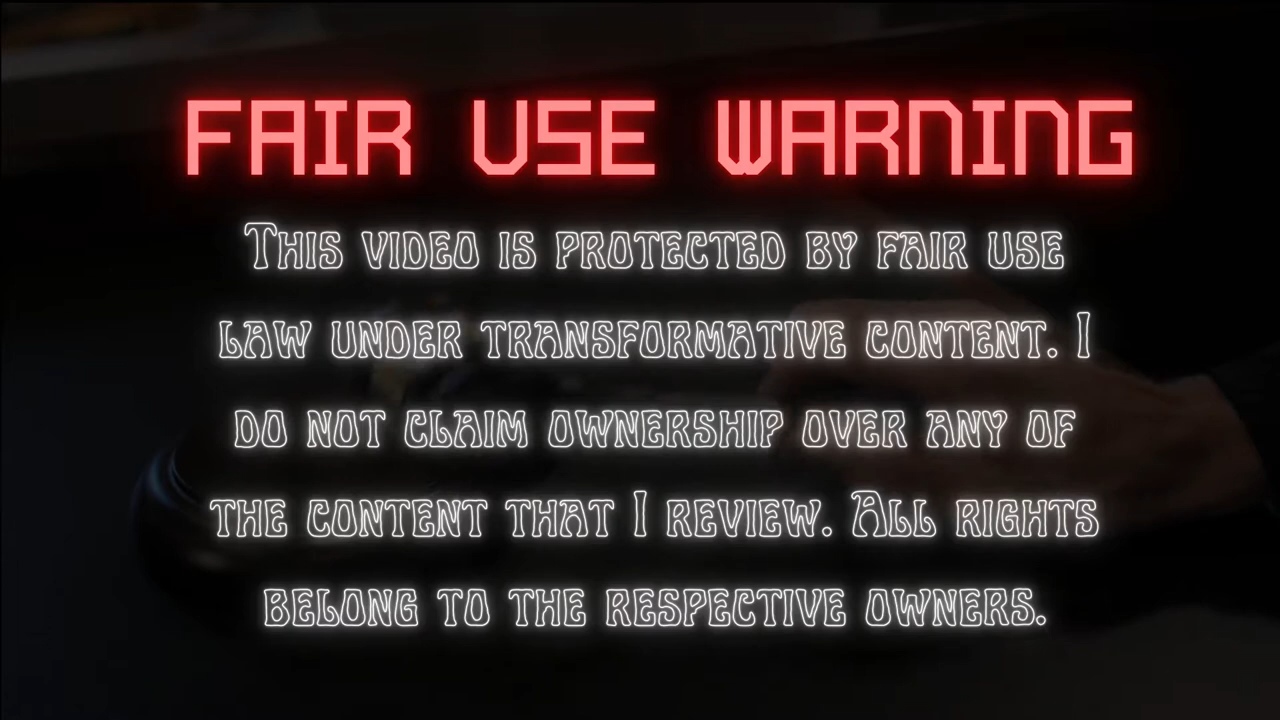 FAIR USE WARNING
This video is protected by fair use
law under transformative content. I
do not claim ownership over any of
the content that I review. All rights
belong to the respective owners.